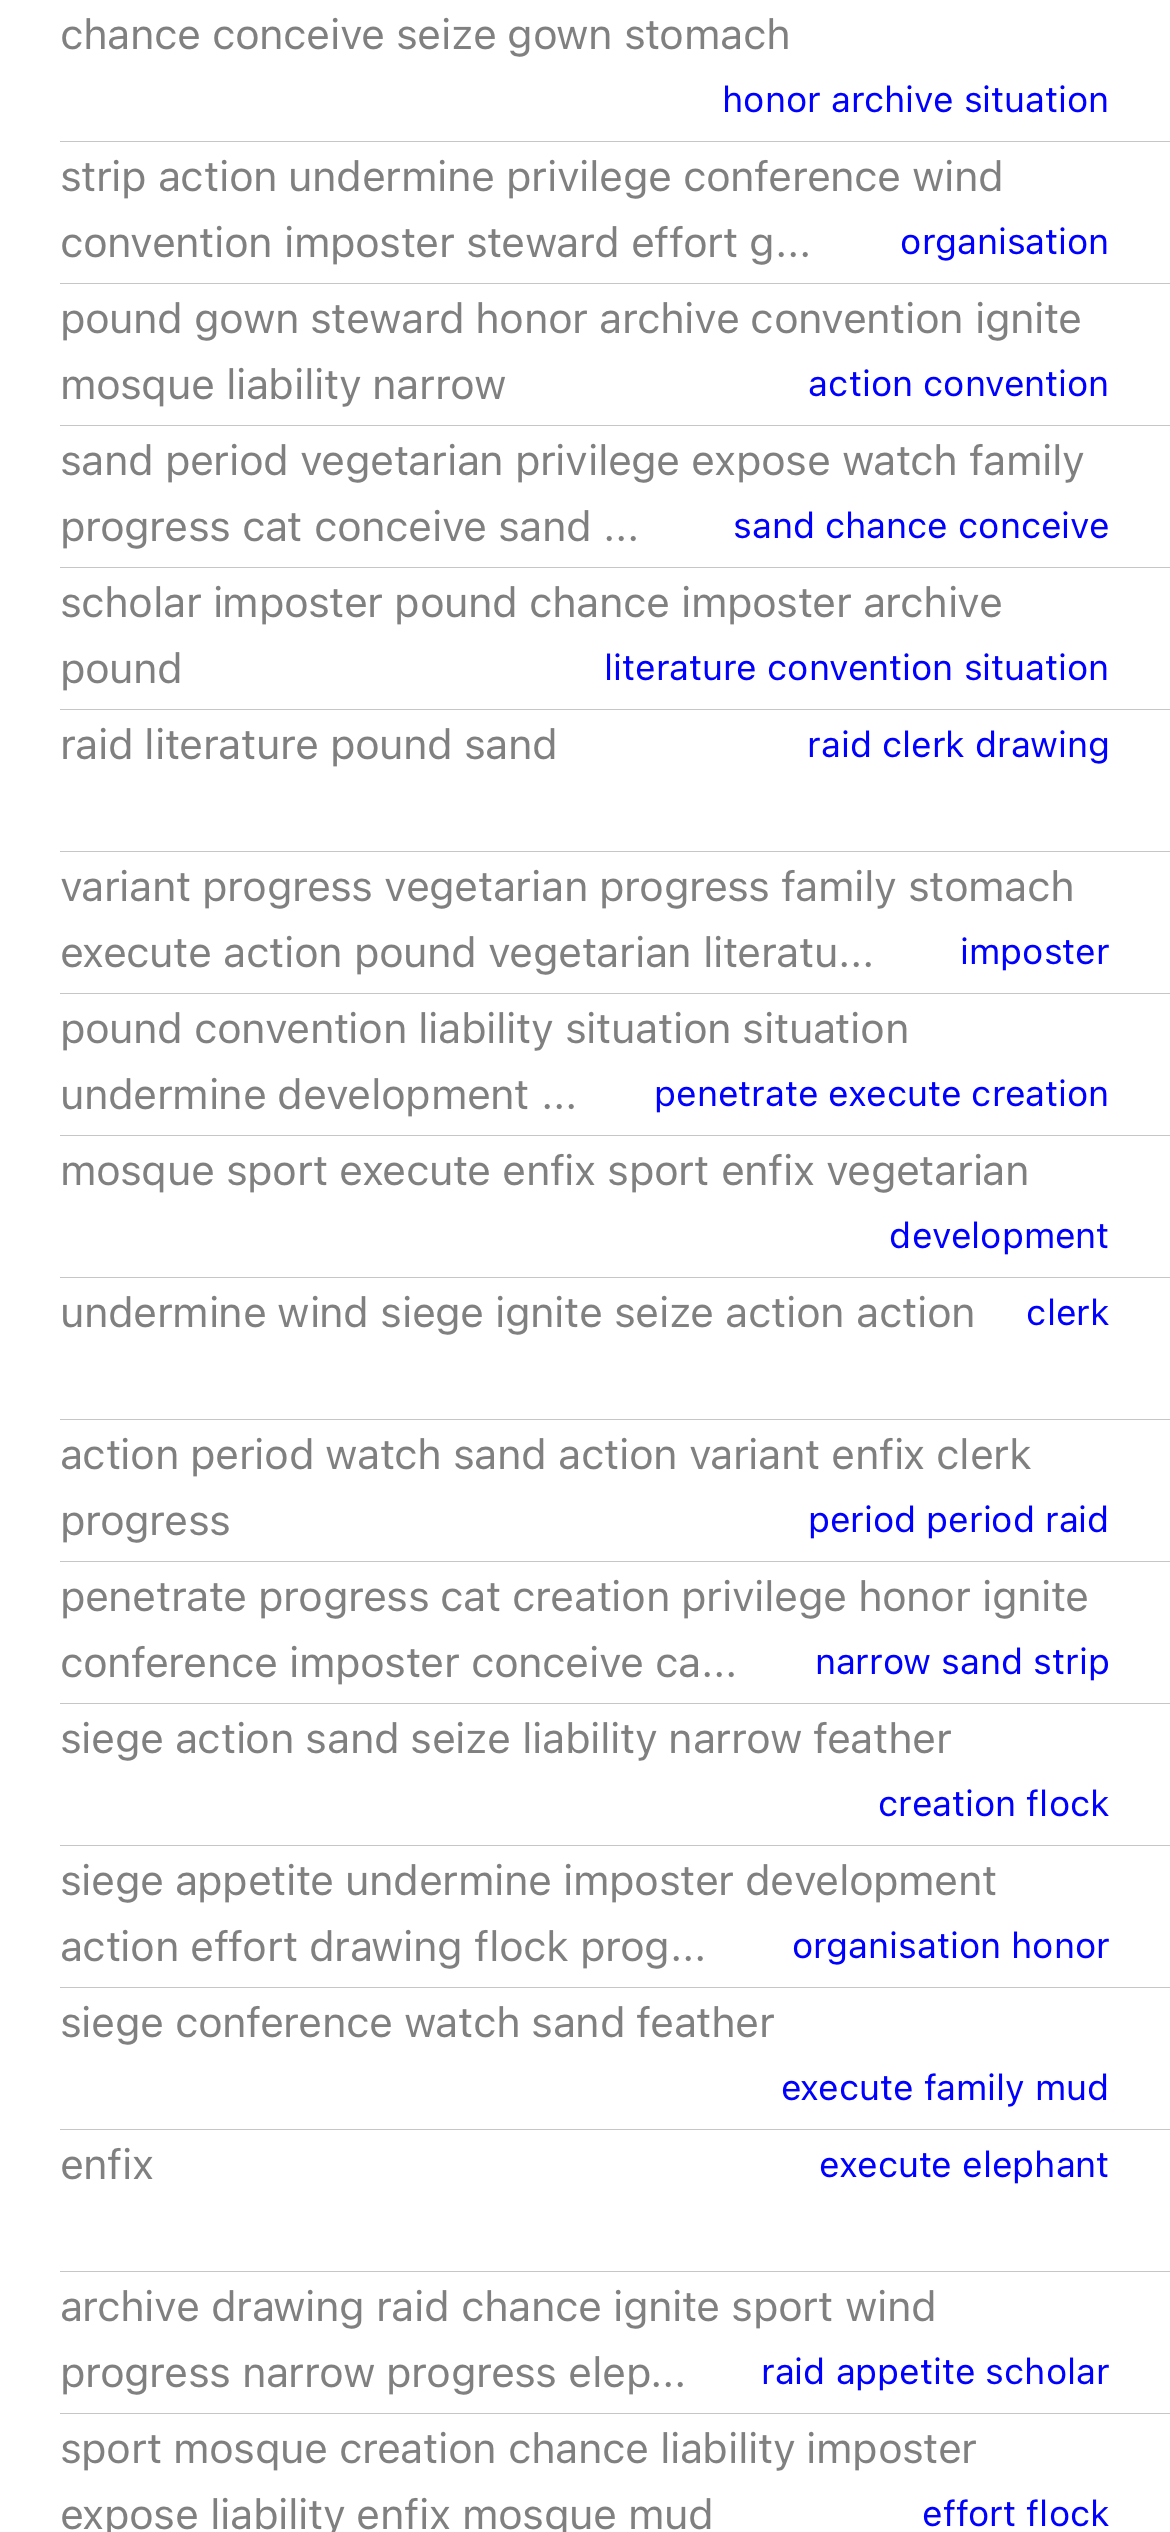 chance conceive seize gown stomach
honor archive situation
strip action undermine privilege conference wind
convention imposter steward effort g... organisation
pound gown steward honor archive convention ignite
mosque liability narrow action convention
sand period vegetarian privilege expose watch family
progress cat conceive sand ... sand chance conceive
scholar imposter pound chance imposter archive
pound literature convention situation
raid literature pound sand raid clerk drawing
variant progress vegetarian progress family stomach
execute action pound vegetarian literatu... imposter
pound convention liability situation situation
undermine development ... penetrate execute creation
mosque sport execute enfix sport enfix vegetarian
development
undermine wind siege ignite seize action action clerk
action period watch sand action variant enfix clerk
progress period period raid
penetrate progress cat creation privilege honor ignite
conference imposter conceive ca... narrow sand strip
siege action sand seize liability narrow feather
creation flock
siege appetite undermine imposter development
action effort drawing flock prog... organisation honor
siege conference watch sand feather
execute family mud
enfix execute elephant
archive drawing raid chance ignite sport wind
progress narrow progress elep... raid appetite scholar
sport mosque creation chance liability imposter
expose liability enfix mosque mud effort flock